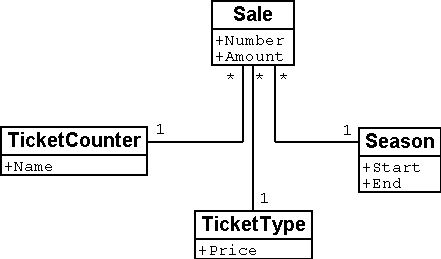 Sale
+Number
+Amount
* * *
1
1
TicketCounter
+Name
Season
+Start
+End
1
TicketType
+Price